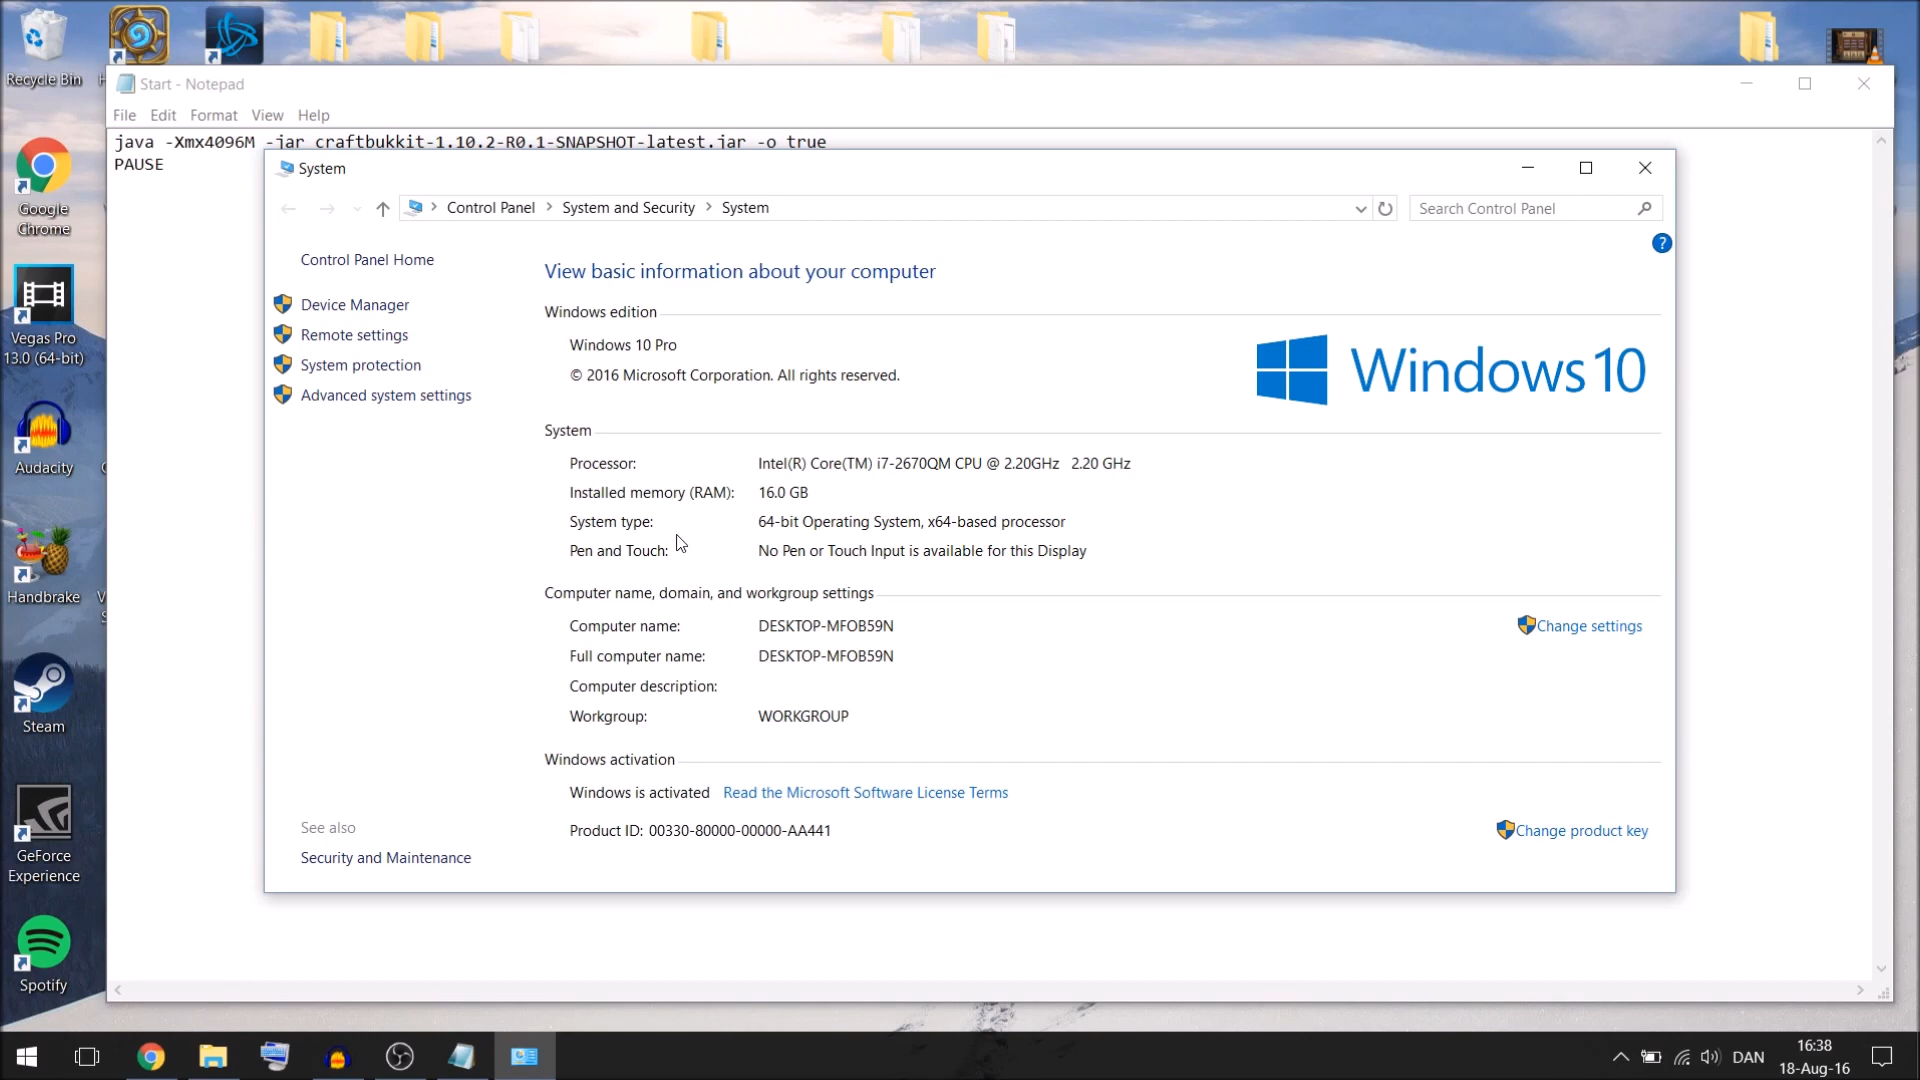 Recycle Bin
Start - Notepad
File Edit Format View Help
java -Xmx4096M -jar craftbukkit-1.10.2-R0.1-SNAPSHOT-latest.jar -o true
PAUSE
System
Control Panel > System and Security > System
Search Control Panel
?
Control Panel Home
Device Manager
Remote settings
System protection
Advanced system settings
See also
Security and Maintenance
View basic information about your computer
Windows edition
Windows 10 Pro
© 2016 Microsoft Corporation. All rights reserved.
Windows 10
System
Processor: Intel(R) Core(TM) i7-2670QM CPU @ 2.20GHz 2.20 GHz
Installed memory (RAM): 16.0 GB
System type: 64-bit Operating System, x64-based processor
Pen and Touch: No Pen or Touch Input is available for this Display
Computer name, domain, and workgroup settings
Computer name: DESKTOP-MFOB59N
Change settings
Full computer name: DESKTOP-MFOB59N
Computer description:
Workgroup: WORKGROUP
Windows activation
Windows is activated Read the Microsoft Software License Terms
Product ID: 00330-80000-00000-AA441
Change product key
Google
Chrome
Vegas Pro
13.0 (64-bit)
Audacity
Handbrake
Steam
GeForce
Experience
Spotify
DAN
16:38
18-Aug-16